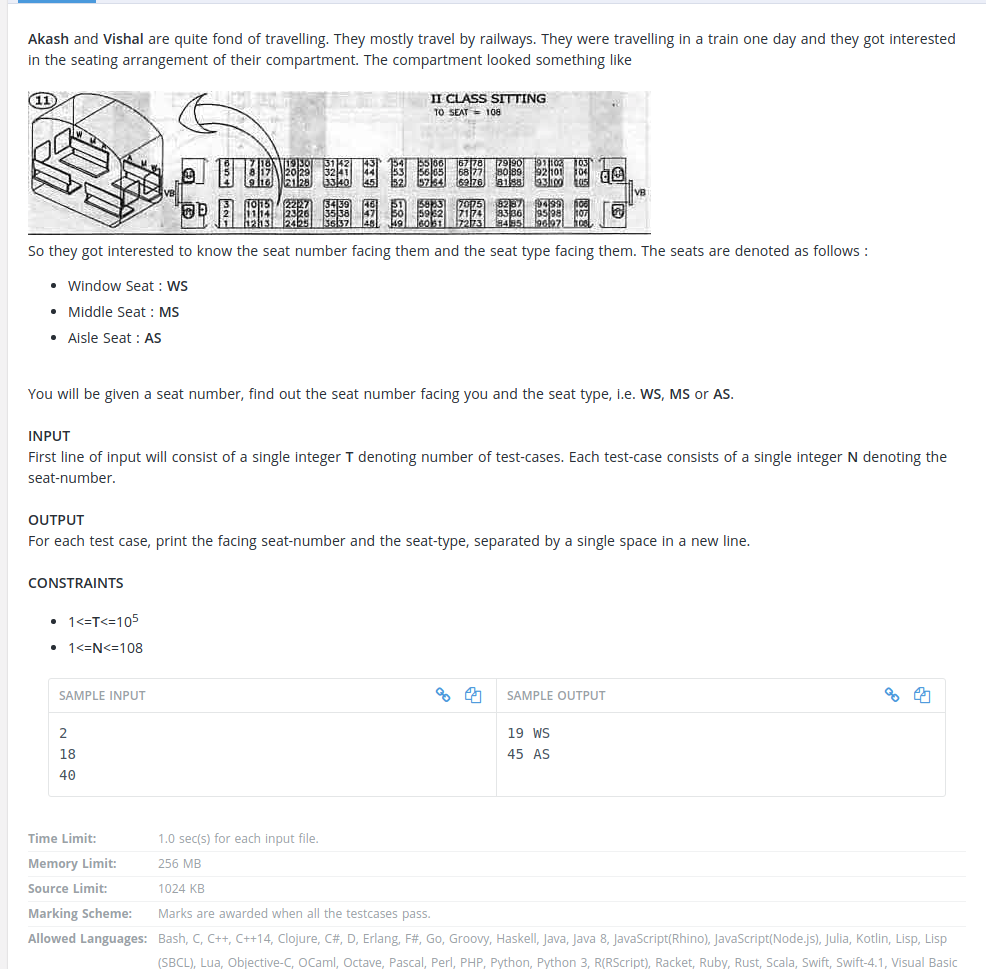 Akash and Vishal are quite fond of travelling. They mostly travel by railways. They were travelling in a train one day and they got interested
in the seating arrangement of their compartment. The compartment looked something like
11
II CLASS SITTING
TO SEAT = 108
6 7 18 19 30 31 42 43 54 55 66 67 78 79 90 91 102 103
5 8 17 20 29 32 41 44 53 56 65 68 77 80 89 92 101 104
4 9 16 21 28 33 40 45 52 57 64 69 76 81 88 93 100 105
VB VB
3 10 15 22 27 34 39 46 51 58 63 70 75 82 87 94 99 106
2 11 14 23 26 35 38 47 50 59 62 71 74 83 86 95 98 107
1 12 13 24 25 36 37 48 49 60 61 72 73 84 85 96 97 108
So they got interested to know the seat number facing them and the seat type facing them. The seats are denoted as follows :
• Window Seat : WS
• Middle Seat : MS
• Aisle Seat : AS
You will be given a seat number, find out the seat number facing you and the seat type, i.e. WS, MS or AS.
INPUT
First line of input will consist of a single integer T denoting number of test-cases. Each test-case consists of a single integer N denoting the
seat-number.
OUTPUT
For each test case, print the facing seat-number and the seat-type, separated by a single space in a new line.
CONSTRAINTS
• 1<=T<=10⁵
• 1<=N<=108
SAMPLE INPUT
2
18
40
SAMPLE OUTPUT
19 WS
45 AS
Time Limit: 1.0 sec(s) for each input file.
Memory Limit: 256 MB
Source Limit: 1024 KB
Marking Scheme: Marks are awarded when all the testcases pass.
Allowed Languages: Bash, C, C++, C++14, Clojure, C#, D, Erlang, F#, Go, Groovy, Haskell, Java, Java 8, JavaScript(Rhino), JavaScript(Node.js), Julia, Kotlin, Lisp, Lisp
(SBCL), Lua, Objective-C, OCaml, Octave, Pascal, Perl, PHP, Python, Python 3, R(RScript), Racket, Ruby, Rust, Scala, Swift, Swift-4.1, Visual Basic